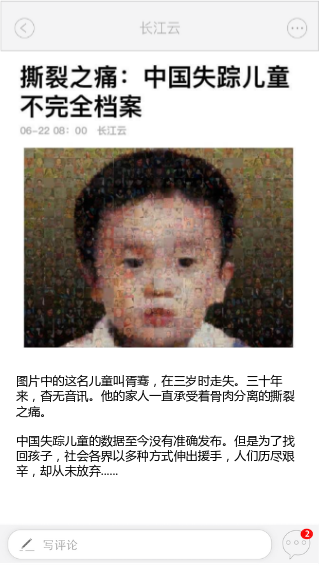 长江云
撕裂之痛：中国失踪儿童
不完全档案
06-22 08：00 长江云
图片中的这名儿童叫胥骞，在三岁时走失。三十年
来，杳无音讯。他的家人一直承受着骨肉分离的撕裂
之痛。
中国失踪儿童的数据至今没有准确发布。但是为了找
回孩子，社会各界以多种方式伸出援手，人们历尽艰
辛，却从未放弃......
写评论
2